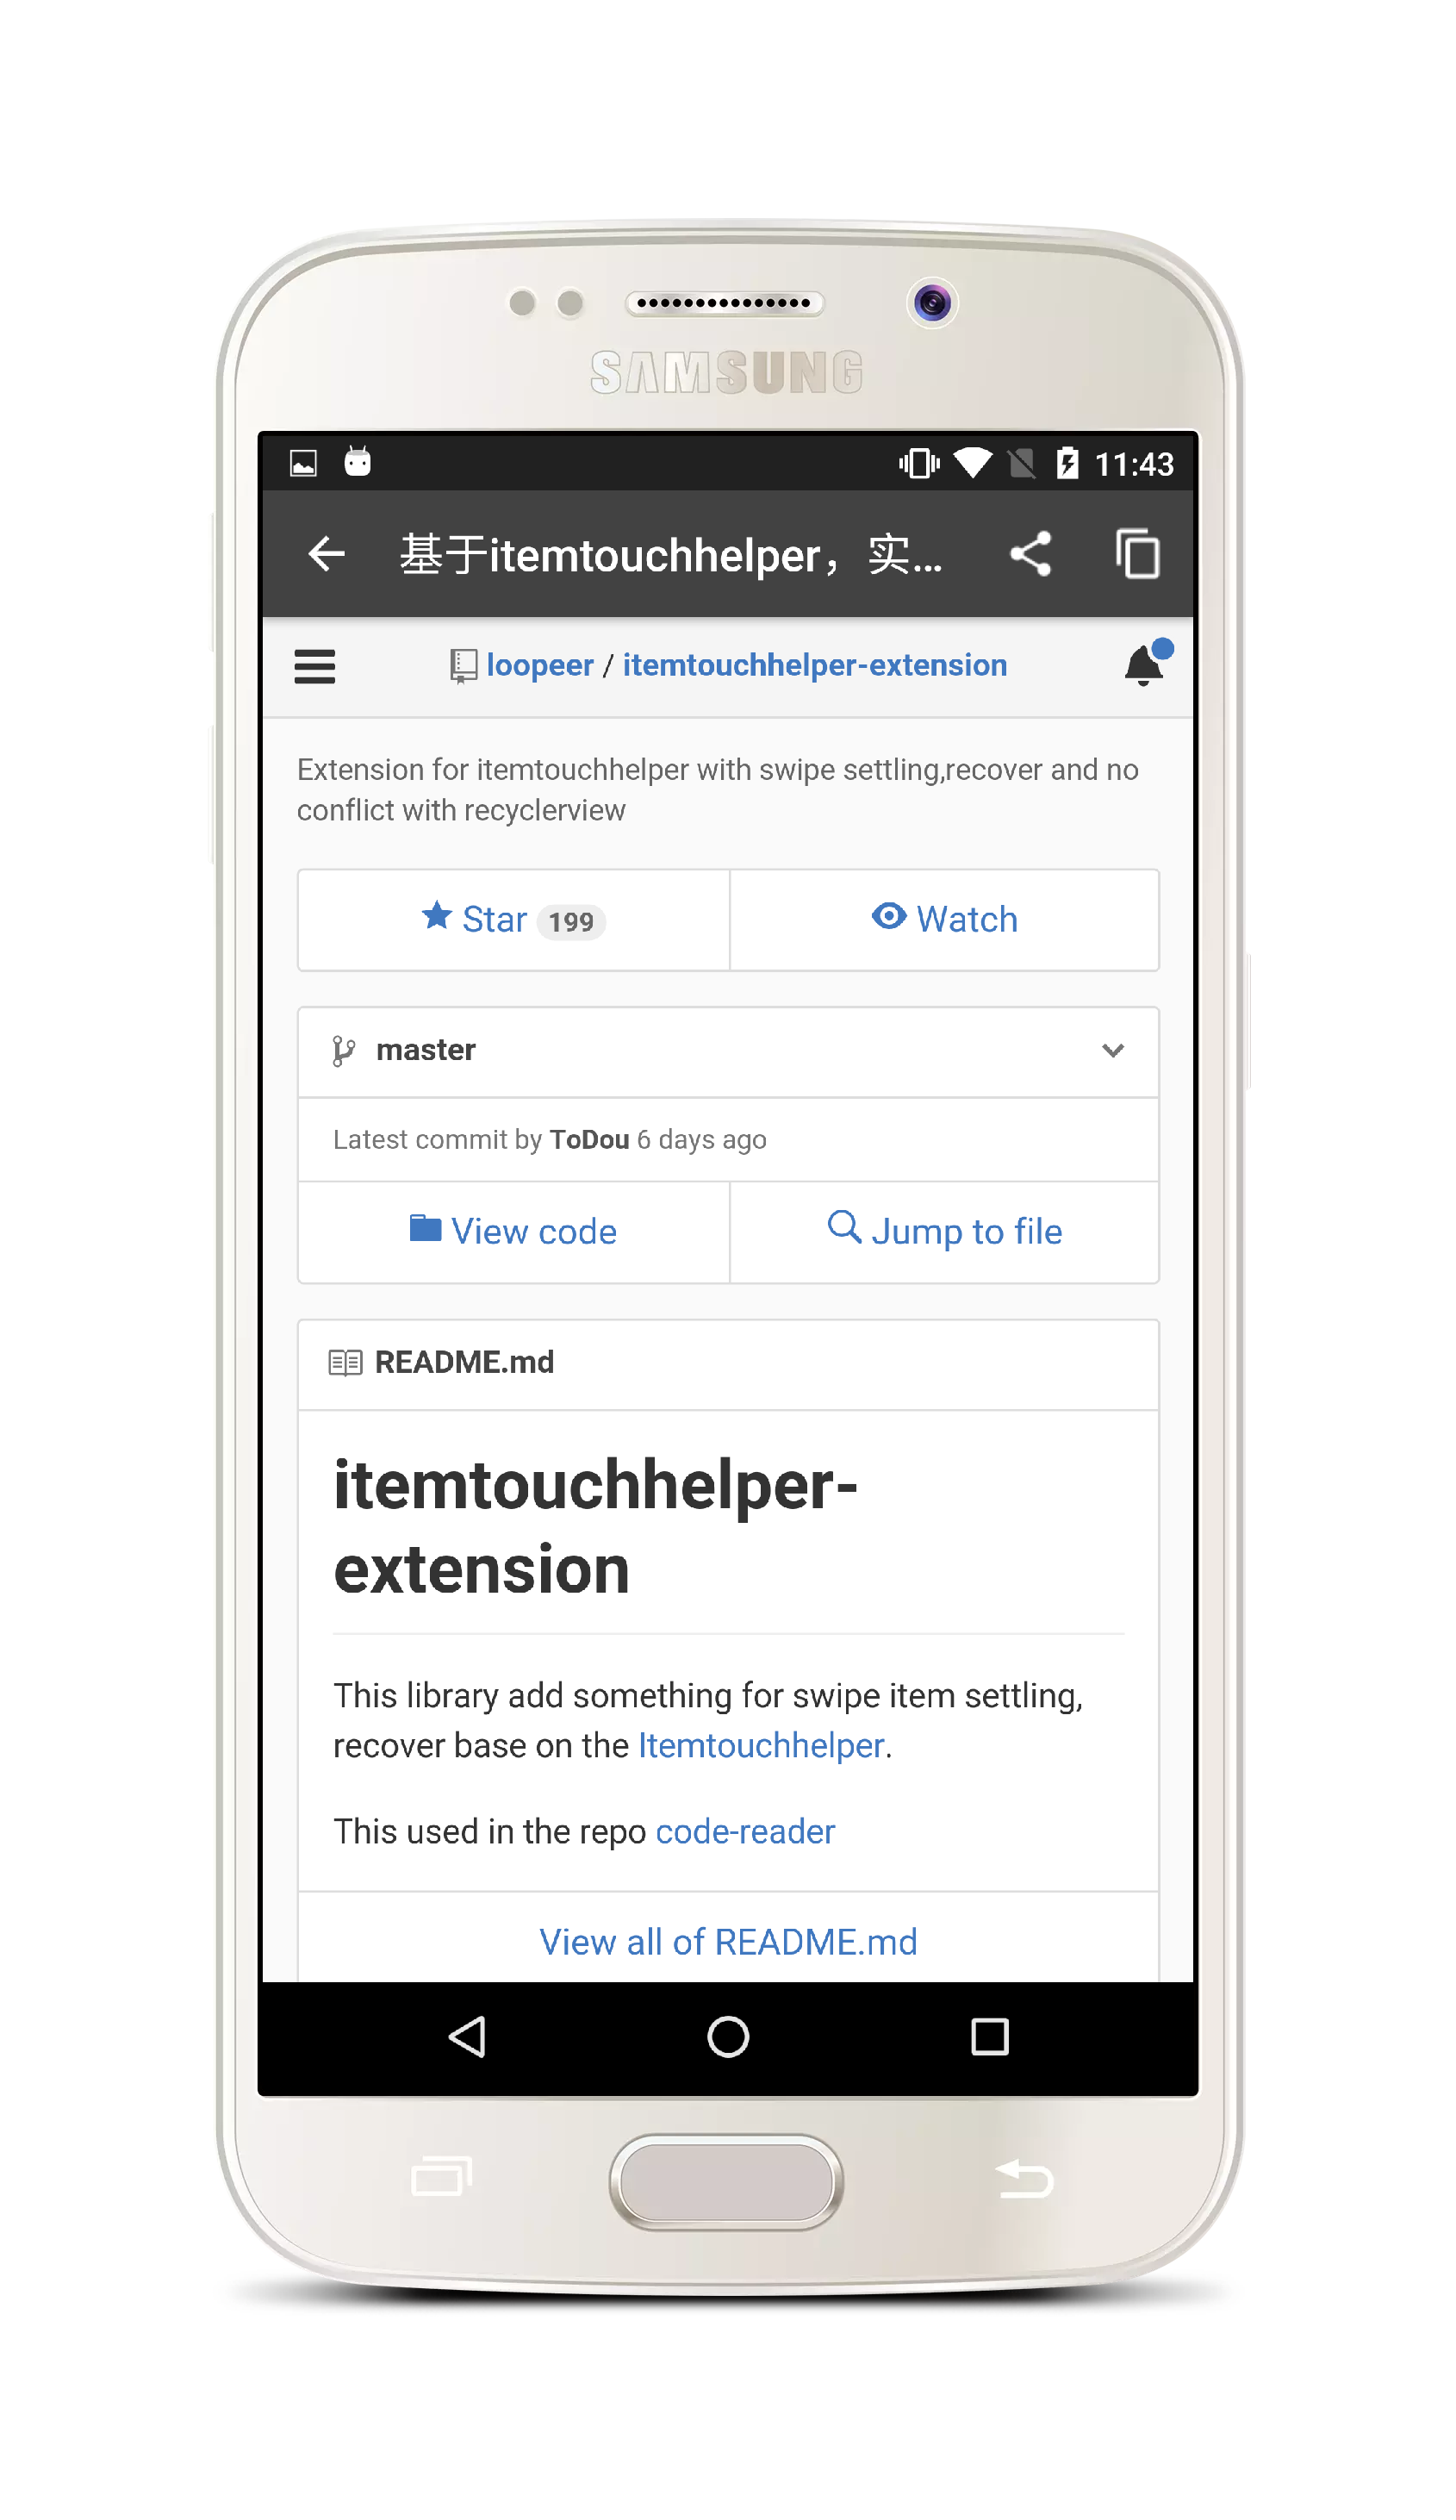 SAMSUNG
11:43
基于itemtouchhelper，实...
loopeer / itemtouchhelper-extension
Extension for itemtouchhelper with swipe settling,recover and no
conflict with recyclerview
Star 199
Watch
master
Latest commit by ToDou 6 days ago
View code
Jump to file
README.md
itemtouchhelper-
extension
This library add something for swipe item settling,
recover base on the Itemtouchhelper.
This used in the repo code-reader
View all of README.md